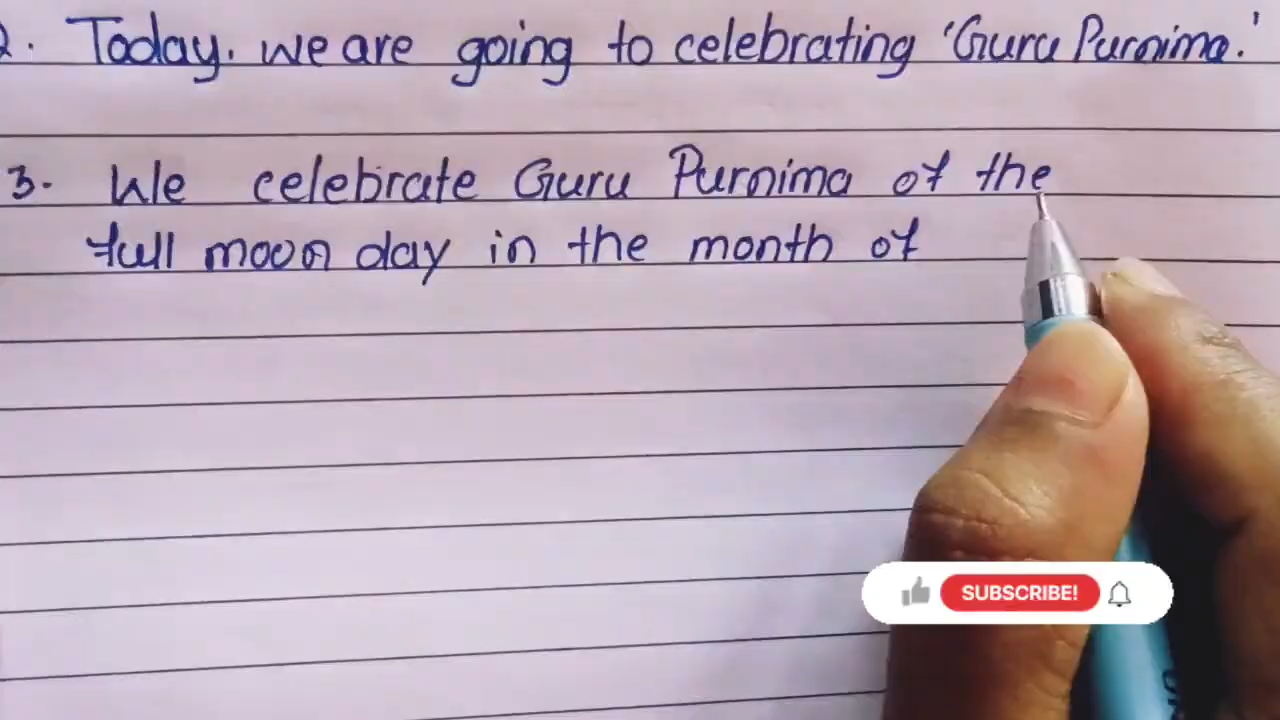 2. Today. we are going to celebrating 'Guru Purnima.'
3. We celebrate Guru Purnima of the
full moon day in the month of
SUBSCRIBE!